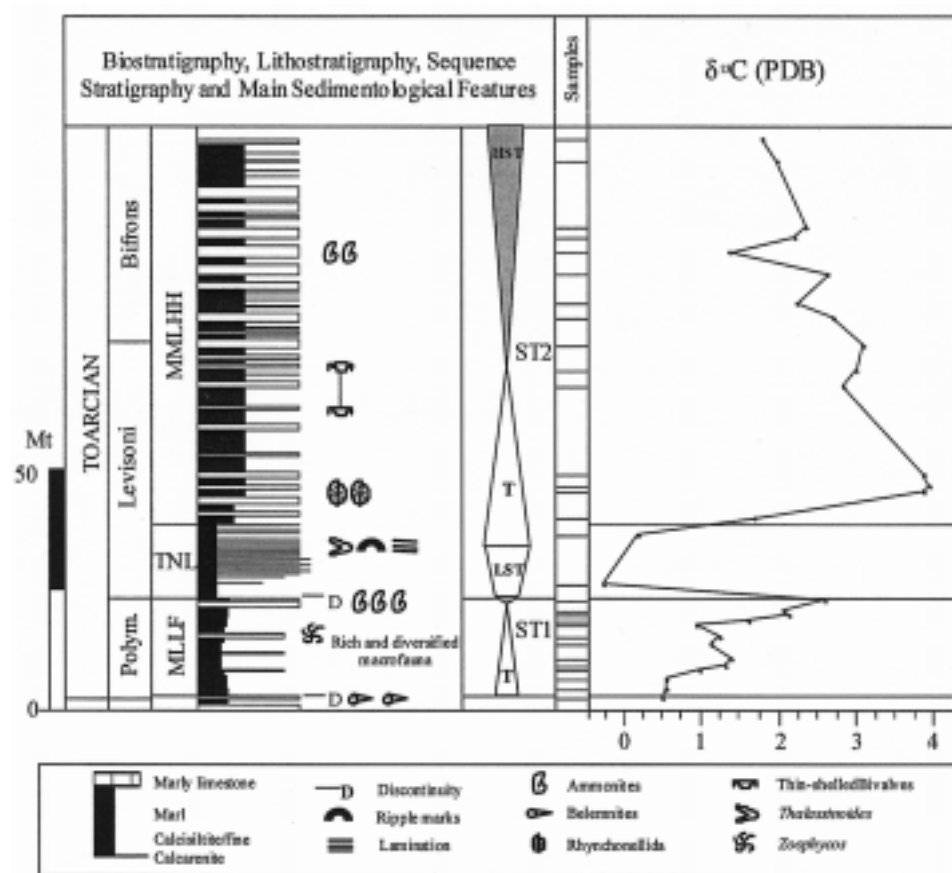 Biostratigraphy, Lithostratigraphy, Sequence
Stratigraphy and Main Sedimentological Features
Samples
δ¹³C (PDB)
Mt
50
0
TOARCIAN
Bifrons
Levisoni
Polym.
MMLHH
TNL
MLLF
D
Rich and diversified
macrofauna
D
HST
ST2
T
LST
ST1
T
0 1 2 3 4
Marly limestone
Marl
Calcisiltite/fine
Calcarenite
D Discontinuity
Ripple marks
Lamination
Ammonites
Belemnites
Rhynchonellida
Thin-shelled Bivalves
Thalassinoides
Zoophycos